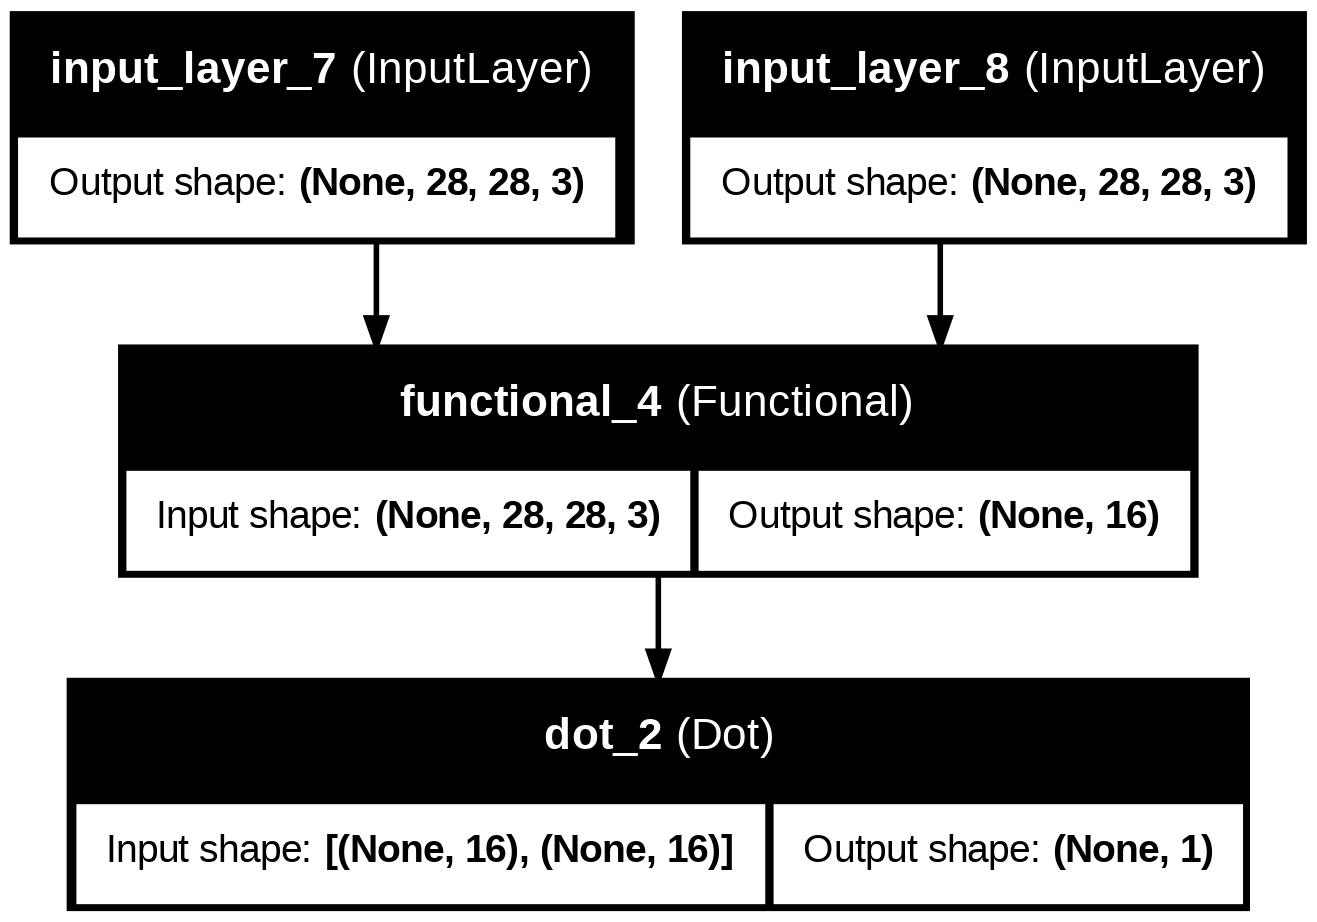 input_layer_7 (InputLayer)
Output shape: (None, 28, 28, 3)
input_layer_8 (InputLayer)
Output shape: (None, 28, 28, 3)
functional_4 (Functional)
Input shape: (None, 28, 28, 3)
Output shape: (None, 16)
dot_2 (Dot)
Input shape: [(None, 16), (None, 16)]
Output shape: (None, 1)